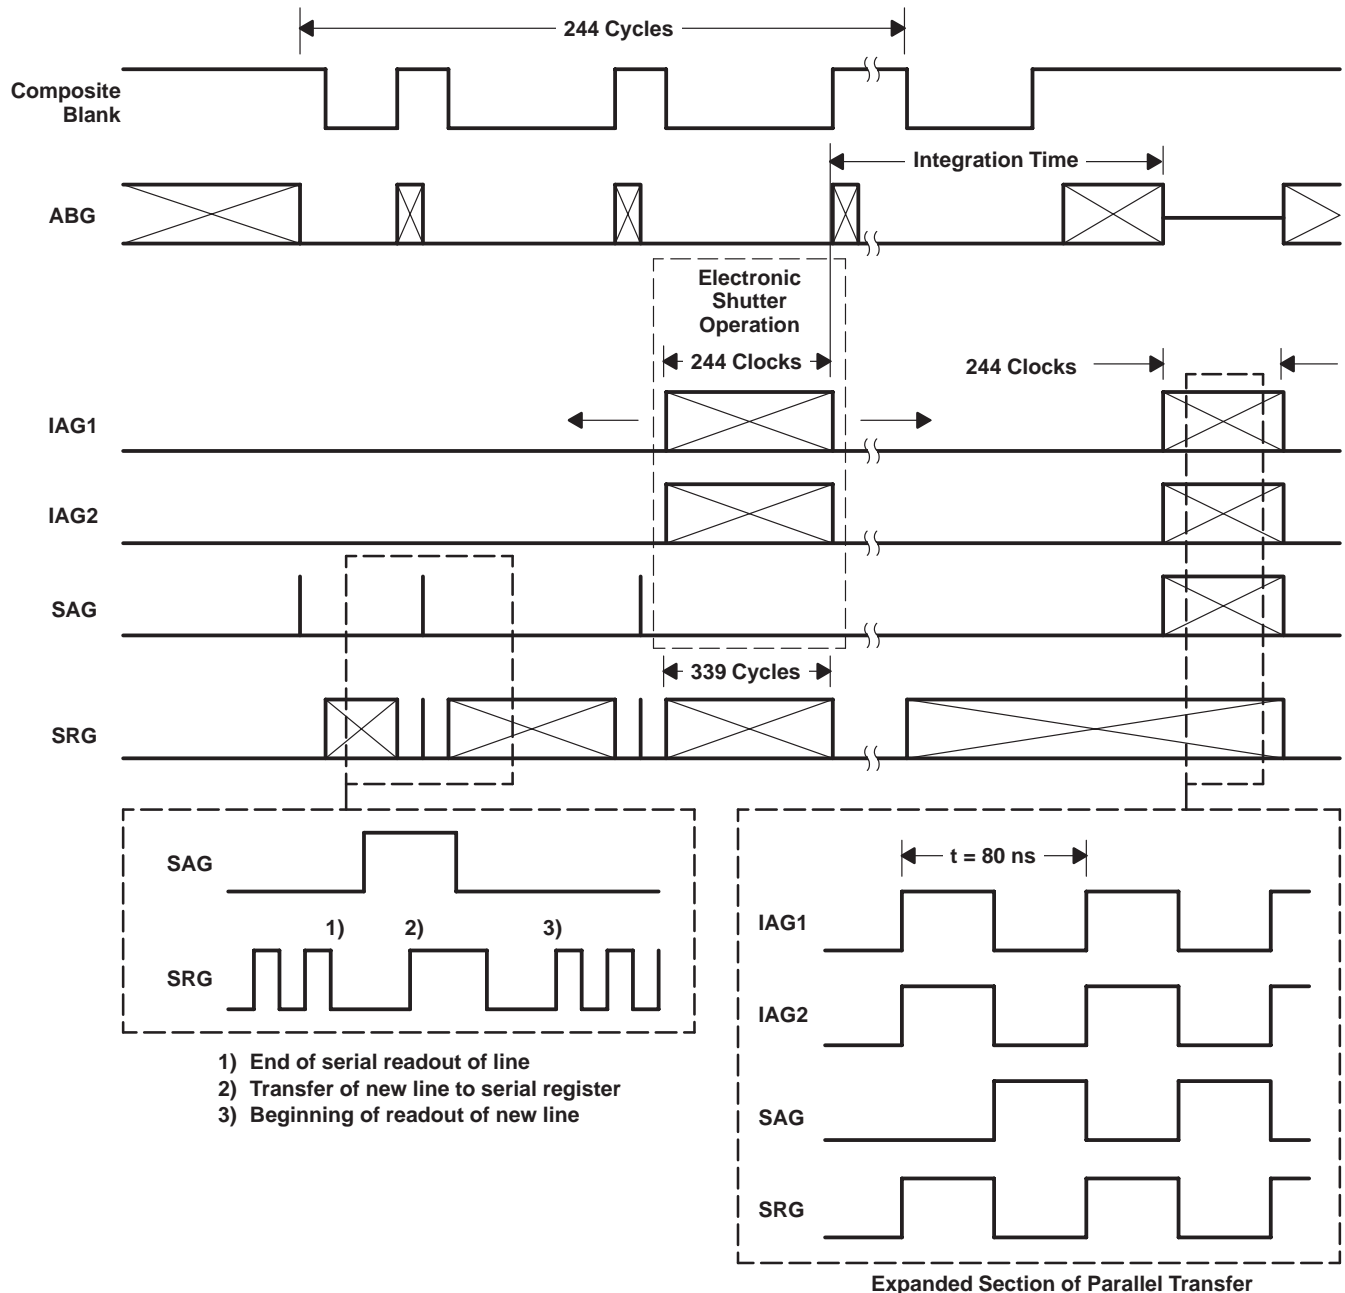 244 Cycles
Composite
Blank
Integration Time
ABG
Electronic
Shutter
Operation
244 Clocks
244 Clocks
IAG1
IAG2
SAG
339 Cycles
SRG
SAG
1)
2)
3)
SRG
1) End of serial readout of line
2) Transfer of new line to serial register
3) Beginning of readout of new line
t = 80 ns
IAG1
IAG2
SAG
SRG
Expanded Section of Parallel Transfer